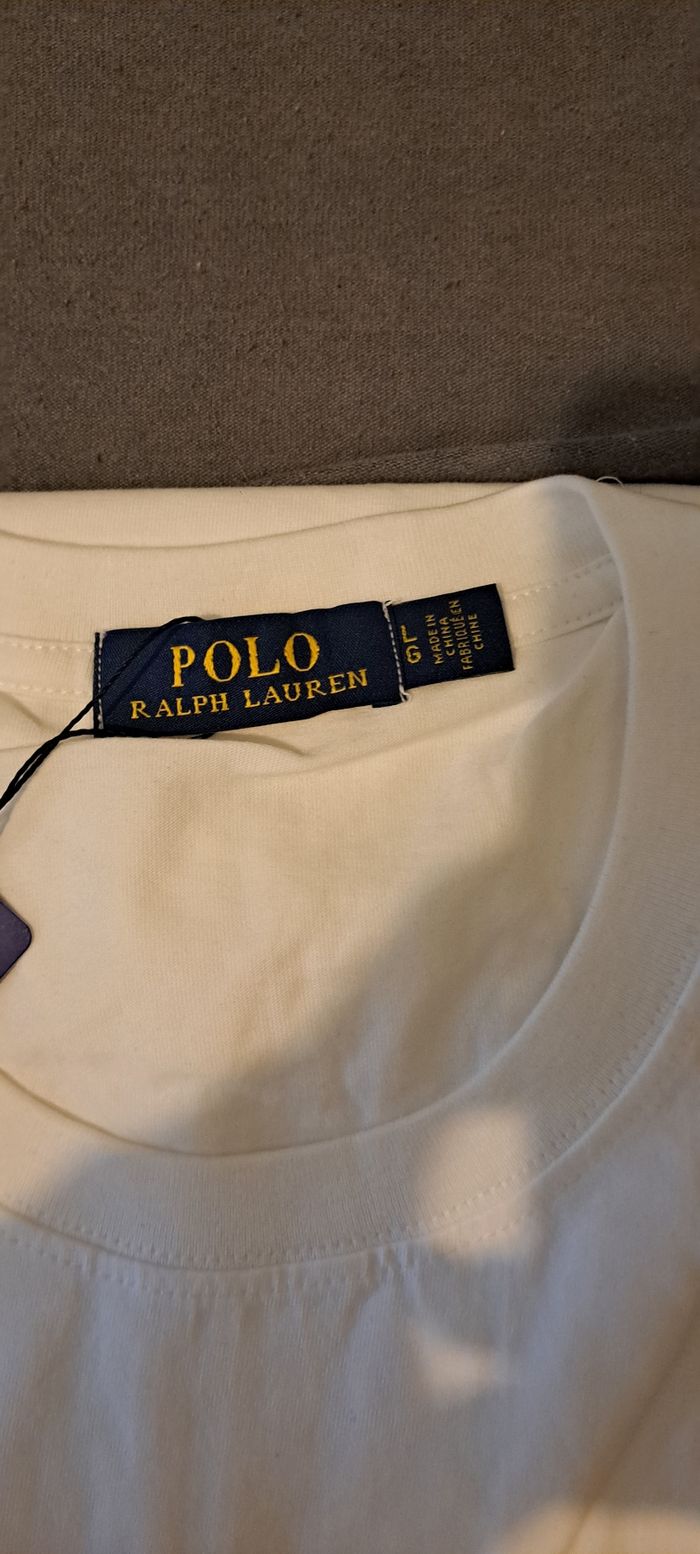 POLO
RALPH LAUREN
MADE IN
CHINA
FABRIQUÉ EN
CHINE